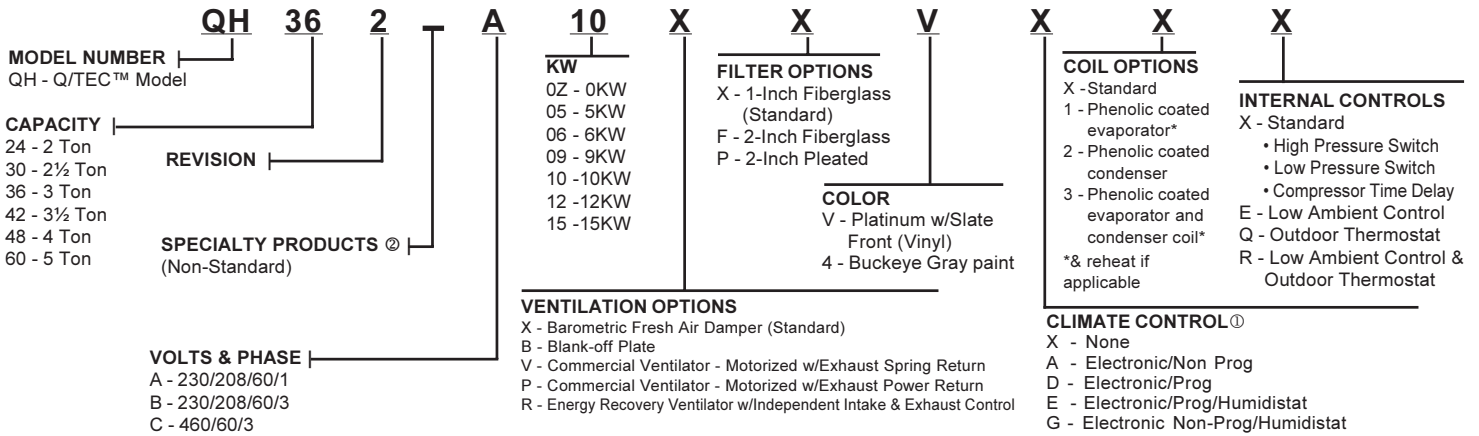 QH 36 2 – A 10 X X V X X X
MODEL NUMBER
QH - Q/TEC™ Model
CAPACITY
24 - 2 Ton
30 - 2½ Ton
36 - 3 Ton
42 - 3½ Ton
48 - 4 Ton
60 - 5 Ton
REVISION
SPECIALTY PRODUCTS ②
(Non-Standard)
VOLTS & PHASE
A - 230/208/60/1
B - 230/208/60/3
C - 460/60/3
KW
0Z - 0KW
05 - 5KW
06 - 6KW
09 - 9KW
10 -10KW
12 -12KW
15 -15KW
VENTILATION OPTIONS
X - Barometric Fresh Air Damper (Standard)
B - Blank-off Plate
V - Commercial Ventilator - Motorized w/Exhaust Spring Return
P - Commercial Ventilator - Motorized w/Exhaust Power Return
R - Energy Recovery Ventilator w/Independent Intake & Exhaust Control
FILTER OPTIONS
X - 1-Inch Fiberglass
(Standard)
F - 2-Inch Fiberglass
P - 2-Inch Pleated
COLOR
V - Platinum w/Slate
Front (Vinyl)
4 - Buckeye Gray paint
CLIMATE CONTROL①
X - None
A - Electronic/Non Prog
D - Electronic/Prog
E - Electronic/Prog/Humidistat
G - Electronic Non-Prog/Humidistat
COIL OPTIONS
X -Standard
1 - Phenolic coated
evaporator*
2 - Phenolic coated
condenser
3 - Phenolic coated
evaporator and
condenser coil*
*& reheat if
applicable
INTERNAL CONTROLS
X - Standard
• High Pressure Switch
• Low Pressure Switch
• Compressor Time Delay
E - Low Ambient Control
Q - Outdoor Thermostat
R - Low Ambient Control &
Outdoor Thermostat